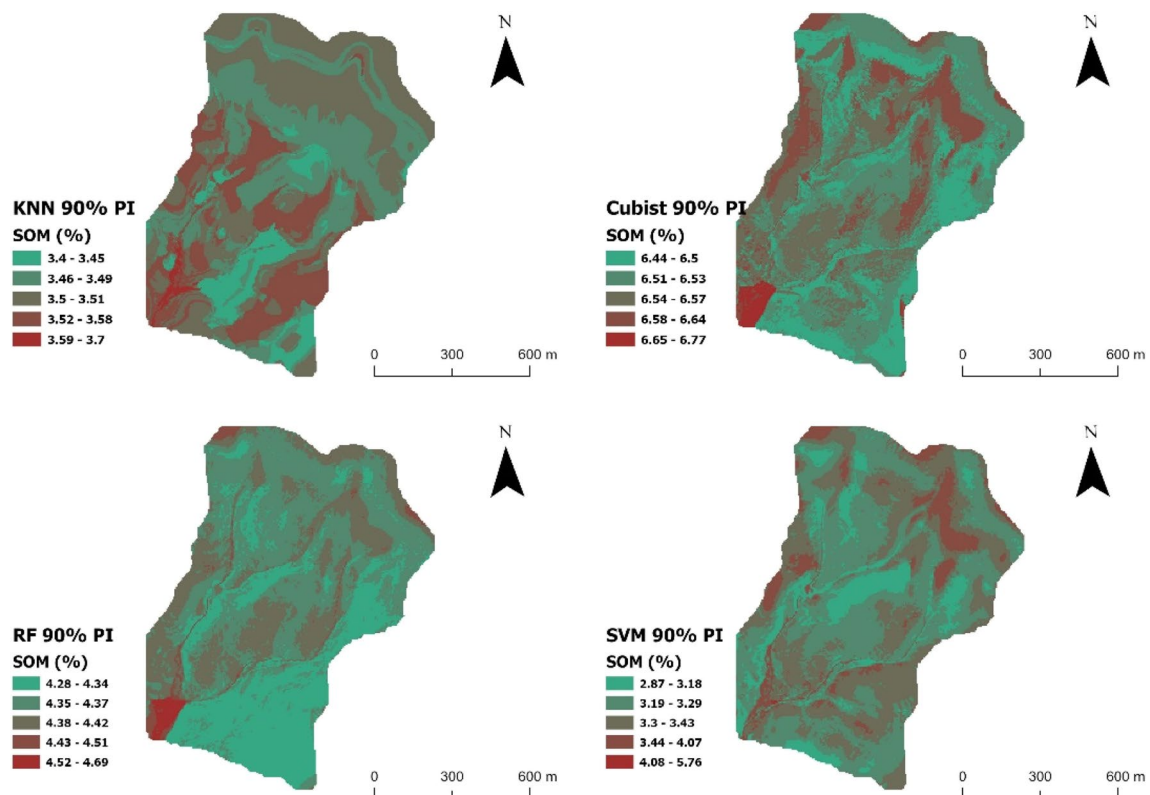 N
KNN 90% PI
SOM (%)
3.4 - 3.45
3.46 - 3.49
3.5 - 3.51
3.52 - 3.58
3.59 - 3.7
0 300 600 m
N
Cubist 90% PI
SOM (%)
6.44 - 6.5
6.51 - 6.53
6.54 - 6.57
6.58 - 6.64
6.65 - 6.77
0 300 600 m
N
RF 90% PI
SOM (%)
4.28 - 4.34
4.35 - 4.37
4.38 - 4.42
4.43 - 4.51
4.52 - 4.69
0 300 600 m
N
SVM 90% PI
SOM (%)
2.87 - 3.18
3.19 - 3.29
3.3 - 3.43
3.44 - 4.07
4.08 - 5.76
0 300 600 m